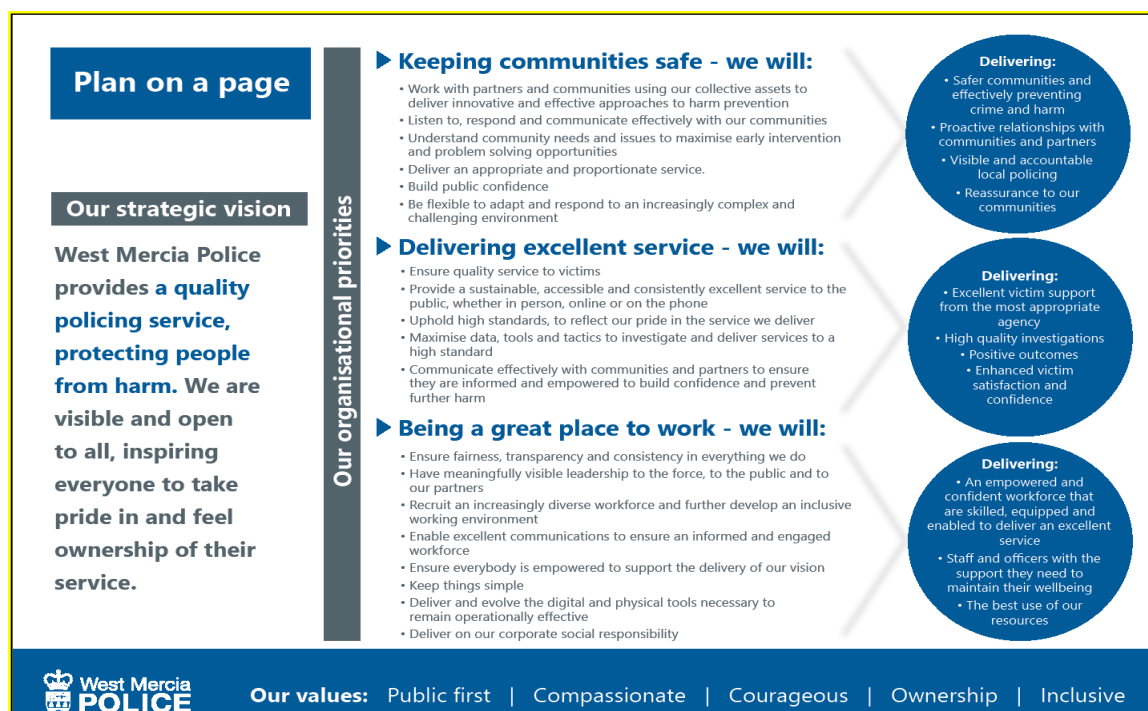 Plan on a page
Our strategic vision
West Mercia Police
provides a quality
policing service,
protecting people
from harm. We are
visible and open
to all, inspiring
everyone to take
pride in and feel
ownership of their
service.
Our organisational priorities
Keeping communities safe - we will:
• Work with partners and communities using our collective assets to
deliver innovative and effective approaches to harm prevention
• Listen to, respond and communicate effectively with our communities
• Understand community needs and issues to maximise early intervention
and problem solving opportunities
• Deliver an appropriate and proportionate service.
• Build public confidence
• Be flexible to adapt and respond to an increasingly complex and
challenging environment
Delivering:
• Safer communities and
effectively preventing
crime and harm
• Proactive relationships with
communities and partners
• Visible and accountable
local policing
• Reassurance to our
communities
Delivering excellent service - we will:
• Ensure quality service to victims
• Provide a sustainable, accessible and consistently excellent service to the
public, whether in person, online or on the phone
• Uphold high standards, to reflect our pride in the service we deliver
• Maximise data, tools and tactics to investigate and deliver services to a
high standard
• Communicate effectively with communities and partners to ensure
they are informed and empowered to build confidence and prevent
further harm
Delivering:
• Excellent victim support
from the most appropriate
agency
• High quality investigations
• Positive outcomes
• Enhanced victim
satisfaction and
confidence
Being a great place to work - we will:
• Ensure fairness, transparency and consistency in everything we do
• Have meaningfully visible leadership to the force, to the public and to
our partners
• Recruit an increasingly diverse workforce and further develop an inclusive
working environment
• Enable excellent communications to ensure an informed and engaged
workforce
• Ensure everybody is empowered to support the delivery of our vision
• Keep things simple
• Deliver and evolve the digital and physical tools necessary to
remain operationally effective
• Deliver on our corporate social responsibility
Delivering:
• An empowered and
confident workforce that
are skilled, equipped and
enabled to deliver an excellent
service
• Staff and officers with the
support they need to
maintain their wellbeing
• The best use of our
resources
West Mercia
POLICE
Our values: Public first | Compassionate | Courageous | Ownership | Inclusive